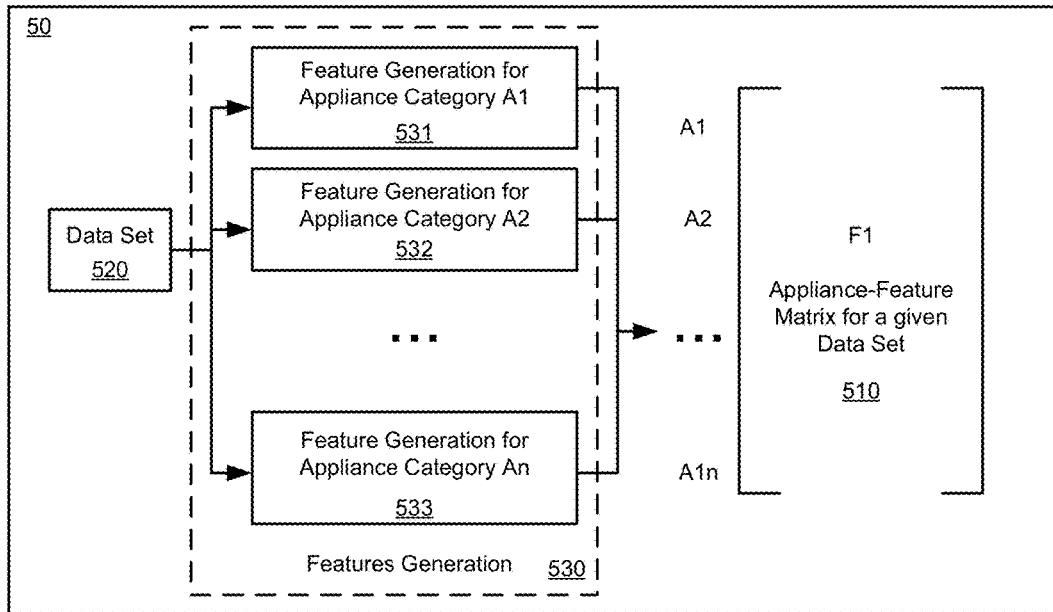 50
Feature Generation for
Appliance Category A1
531
Feature Generation for
Appliance Category A2
532
Data Set
520
...
Feature Generation for
Appliance Category An
533
Features Generation
530
A1
A2
...
A1n
F1
Appliance-Feature
Matrix for a given
Data Set
510